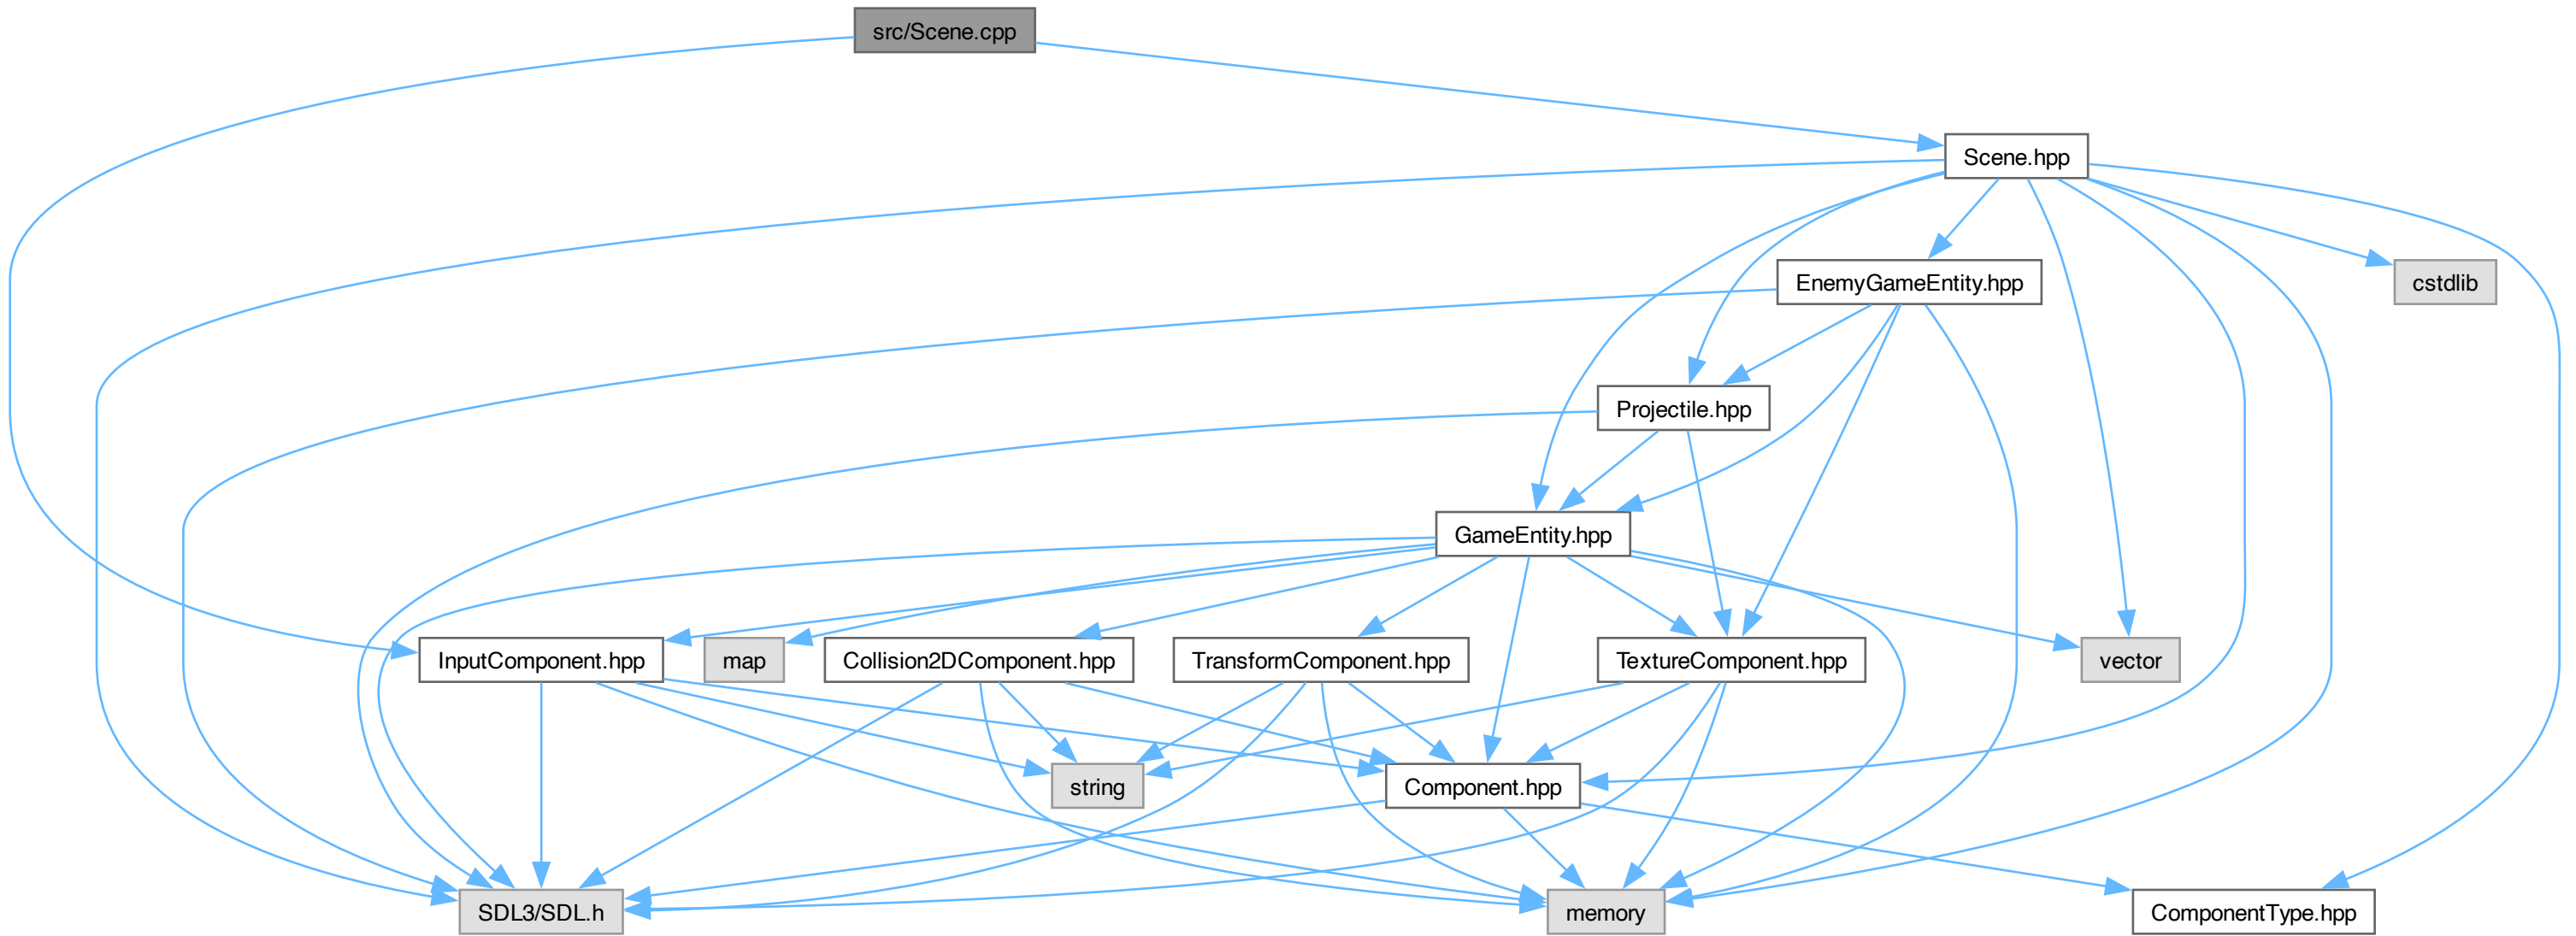 src/Scene.cpp
Scene.hpp
EnemyGameEntity.hpp
cstdlib
Projectile.hpp
GameEntity.hpp
InputComponent.hpp
map
Collision2DComponent.hpp
TransformComponent.hpp
TextureComponent.hpp
vector
string
Component.hpp
SDL3/SDL.h
memory
ComponentType.hpp